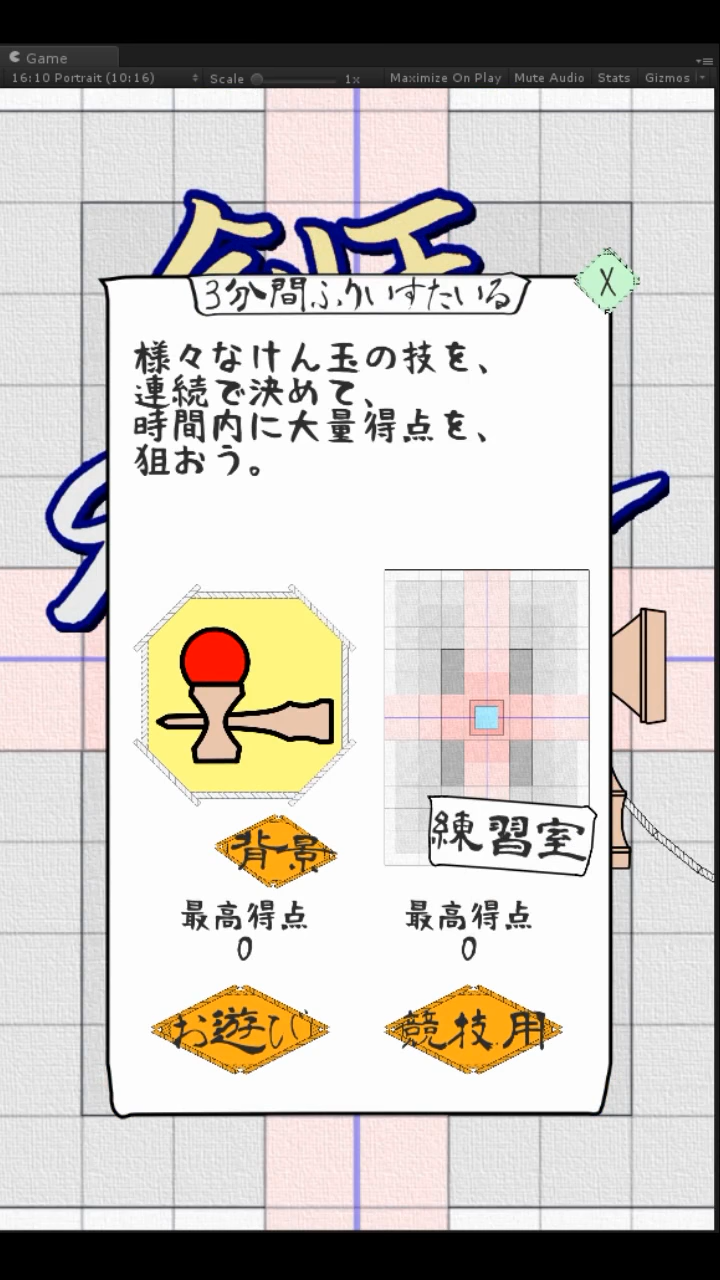 Game
16:10 Portrait (10:16) Scale 1x Maximize On Play Mute Audio Stats Gizmos
3分間ふりいすたいる
X
様々なけん玉の技を、
連続で決めて、
時間内に大量得点を、
狙おう。
練習室
背景
最高得点 最高得点
0 0
お遊び 競技用